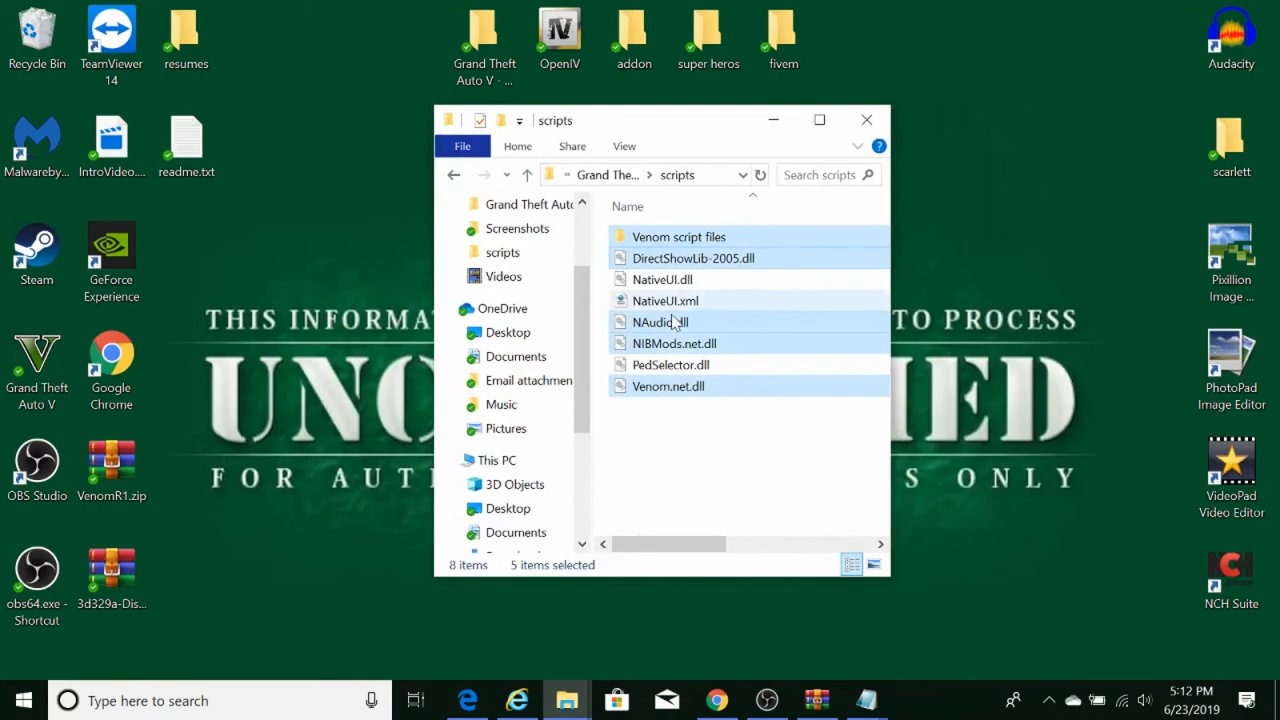 Recycle Bin
TeamViewer
14
resumes
Grand Theft
Auto V - ...
OpenIV
addon
super heros
fivem
Audacity
Malwareby...
IntroVideo....
readme.txt
scarlett
Steam
GeForce
Experience
Pixillion
Image ...
Grand Theft
Auto V
Google
Chrome
PhotoPad
Image Editor
OBS Studio
VenomR1.zip
VideoPad
Video Editor
obs64.exe -
Shortcut
3d329a-Dis...
NCH
NCH Suite
THIS INFORMA
TO PROCESS
UNC
IED
FOR AUT
S ONLY
scripts
File
Home
Share
View
« Grand The... > scripts
Search scripts
Grand Theft Auto
Screenshots
scripts
Videos
OneDrive
Desktop
Documents
Email attachmen
Music
Pictures
This PC
3D Objects
Desktop
Documents
Name
Venom script files
DirectShowLib-2005.dll
NativeUI.dll
NativeUI.xml
NAudio.dll
NIBMods.net.dll
PedSelector.dll
Venom.net.dll
8 items
5 items selected
Type here to search
5:12 PM
6/23/2019